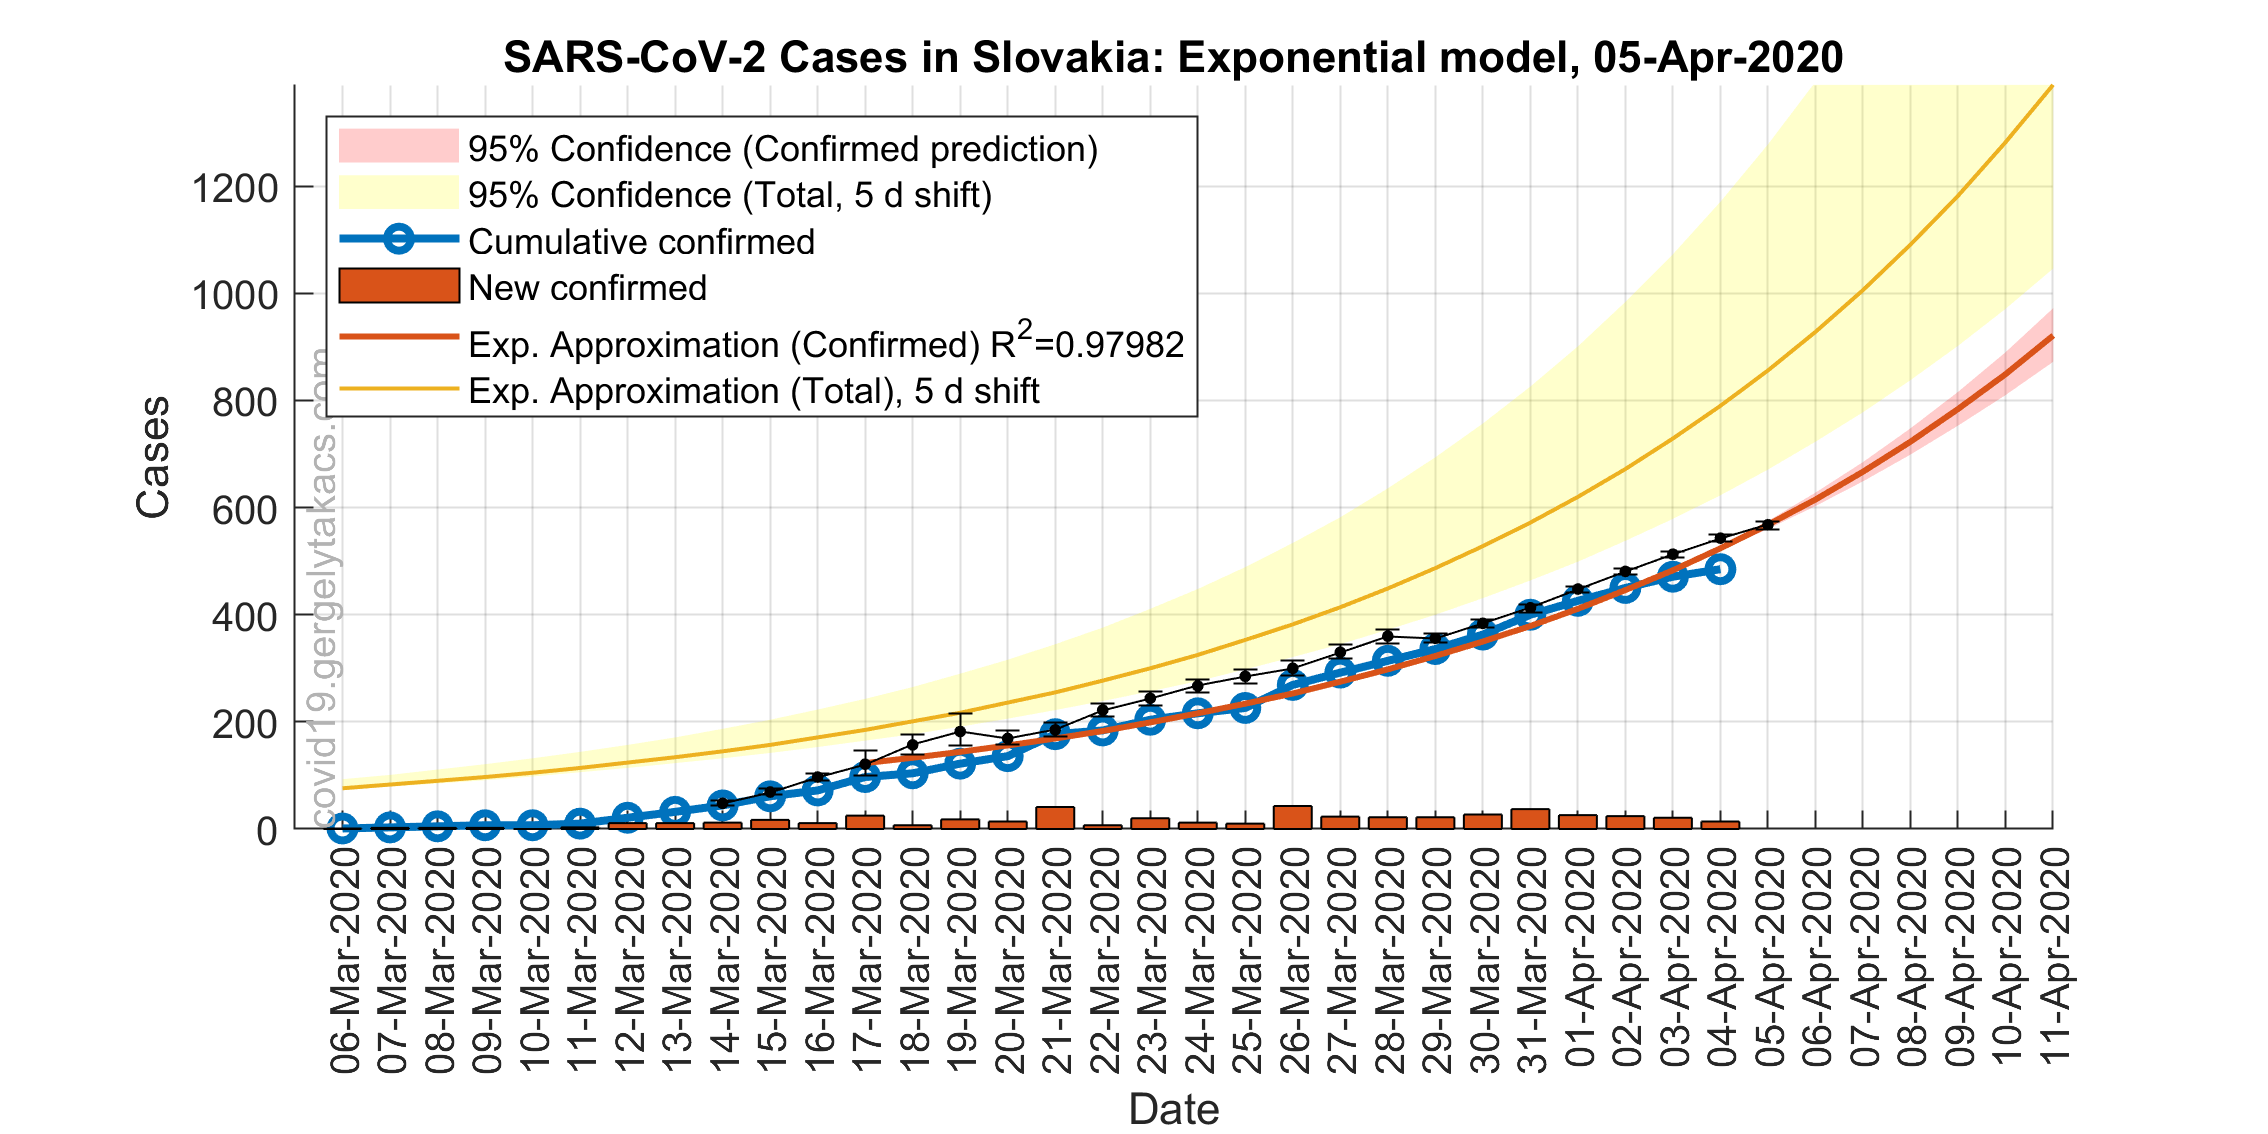 SARS-CoV-2 Cases in Slovakia: Exponential model, 05-Apr-2020
95% Confidence (Confirmed prediction)
95% Confidence (Total, 5 d shift)
Cumulative confirmed
New confirmed
Exp. Approximation (Confirmed) R²=0.97982
Exp. Approximation (Total), 5 d shift
covid19.gergelytakacs.com
Cases
1200
1000
800
600
400
200
0
06-Mar-2020
07-Mar-2020
08-Mar-2020
09-Mar-2020
10-Mar-2020
11-Mar-2020
12-Mar-2020
13-Mar-2020
14-Mar-2020
15-Mar-2020
16-Mar-2020
17-Mar-2020
18-Mar-2020
19-Mar-2020
20-Mar-2020
21-Mar-2020
22-Mar-2020
23-Mar-2020
24-Mar-2020
25-Mar-2020
26-Mar-2020
27-Mar-2020
28-Mar-2020
29-Mar-2020
30-Mar-2020
31-Mar-2020
01-Apr-2020
02-Apr-2020
03-Apr-2020
04-Apr-2020
05-Apr-2020
06-Apr-2020
07-Apr-2020
08-Apr-2020
09-Apr-2020
10-Apr-2020
11-Apr-2020
Date